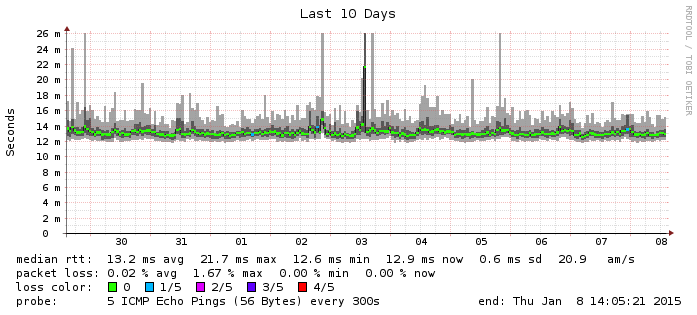 Last 10 Days
RRDTOOL / TOBI OETIKER
Seconds
26 m
24 m
22 m
20 m
18 m
16 m
14 m
12 m
10 m
8 m
6 m
4 m
2 m
0
30 31 01 02 03 04 05 06 07 08
median rtt: 13.2 ms avg 21.7 ms max 12.6 ms min 12.9 ms now 0.6 ms sd 20.9 am/s
packet loss: 0.02 % avg 1.67 % max 0.00 % min 0.00 % now
loss color: 0 1/5 2/5 3/5 4/5
probe: 5 ICMP Echo Pings (56 Bytes) every 300s end: Thu Jan 8 14:05:21 2015